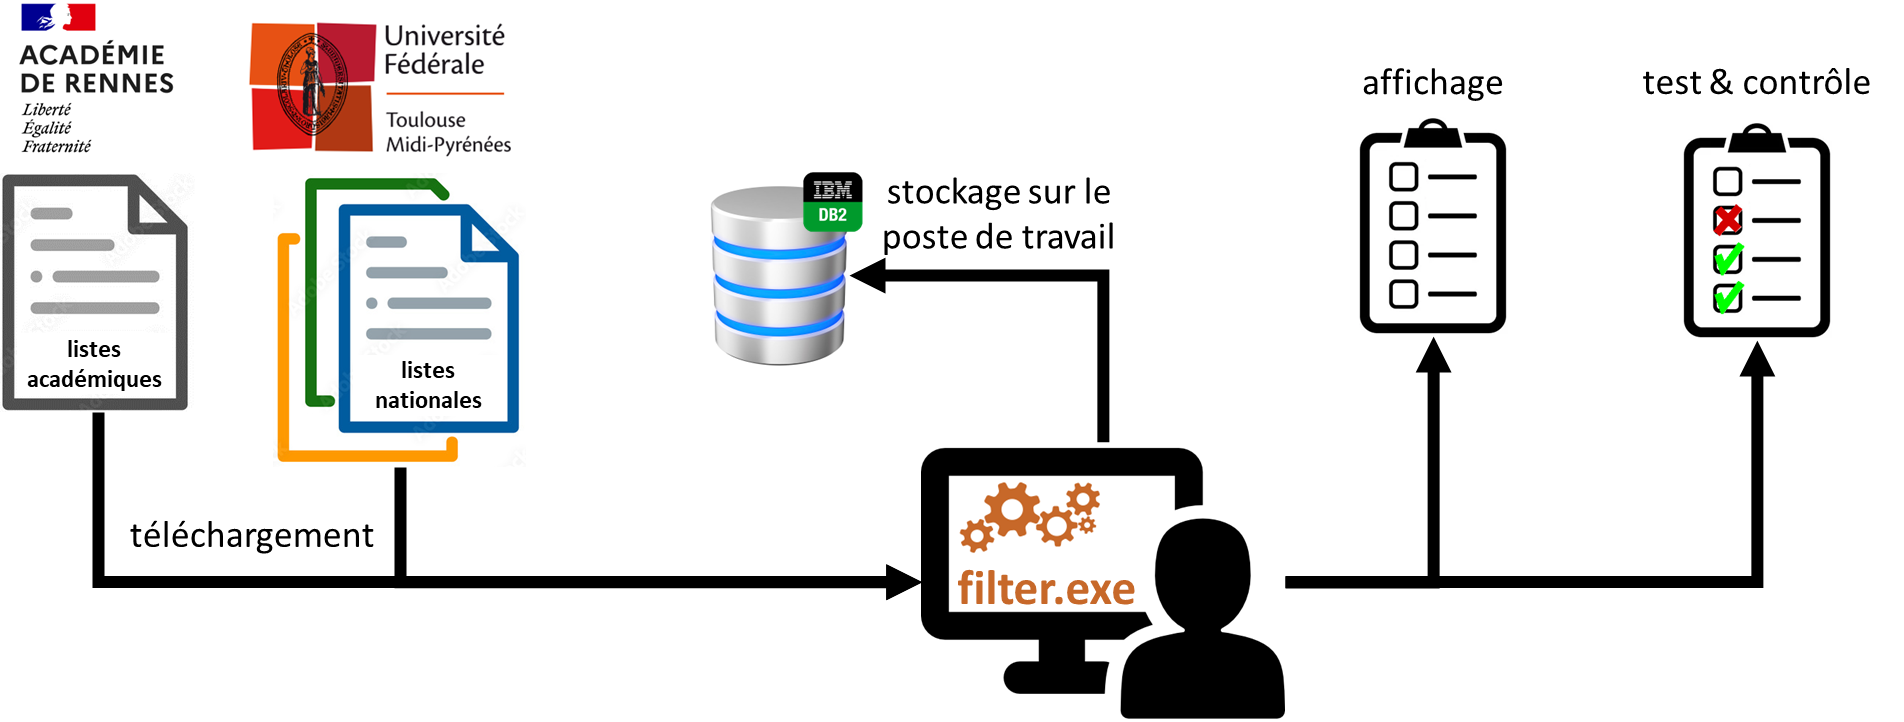 ACADÉMIE
DE RENNES
Liberté
Égalité
Fraternité
Université
Fédérale
Toulouse
Midi-Pyrénées
affichage
test & contrôle
IBM
DB2
stockage sur le
poste de travail
listes
académiques
listes
nationales
téléchargement
filter.exe